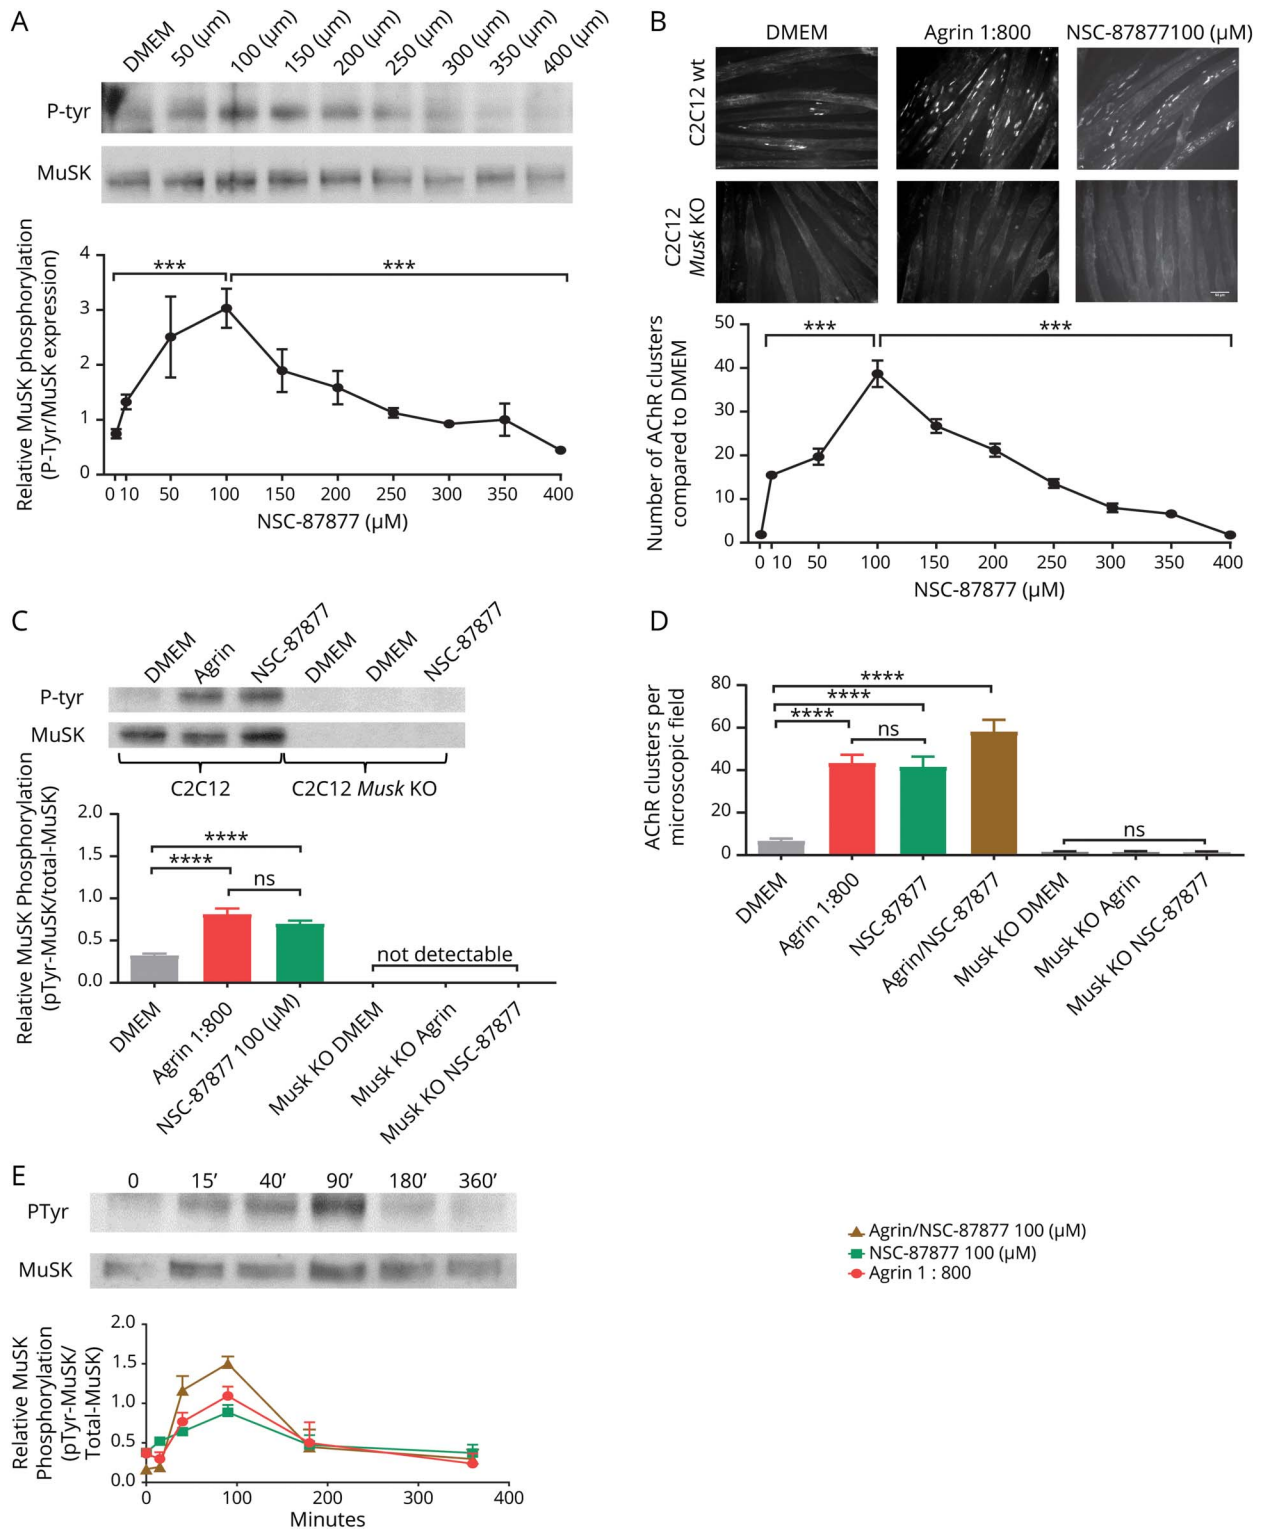 A
DMEM
50 (μm)
100 (μm)
150 (μm)
200 (μm)
250 (μm)
300 (μm)
350 (μm)
400 (μm)
P-tyr
MuSK
Relative MuSK phosphorylation
(P-Tyr/MuSK expression)
4
3
2
1
0
***
***
0 10 50 100 150 200 250 300 350 400
NSC-87877 (μM)
B
DMEM
Agrin 1:800
NSC-87877100 (μM)
C2C12 wt
C2C12
Musk KO
Number of AChR clusters
compared to DMEM
50
40
30
20
10
0
***
***
0 10 50 100 150 200 250 300 350 400
NSC-87877 (μM)
C
DMEM
Agrin
NSC-87877
DMEM
DMEM
NSC-87877
P-tyr
MuSK
C2C12
C2C12 Musk KO
Relative MuSK Phosphorylation
(pTyr-MuSK/total-MuSK)
2.0
1.5
1.0
0.5
0.0
****
****
ns
not detectable
DMEM
Agrin 1:800
NSC-87877 100 (μM)
Musk KO DMEM
Musk KO Agrin
Musk KO NSC-87877
D
AChR clusters per
microscopic field
80
60
40
20
0
****
****
****
ns
ns
DMEM
Agrin 1:800
NSC-87877
Agrin/NSC-87877
Musk KO DMEM
Musk KO Agrin
Musk KO NSC-87877
E
0 15’ 40’ 90’ 180’ 360’
PTyr
MuSK
Relative MuSK
Phosphorylation
(pTyr-MuSK/
Total-MuSK)
2.0
1.5
1.0
0.5
0.0
0 100 200 300 400
Minutes
Agrin/NSC-87877 100 (μM)
NSC-87877 100 (μM)
Agrin 1 : 800